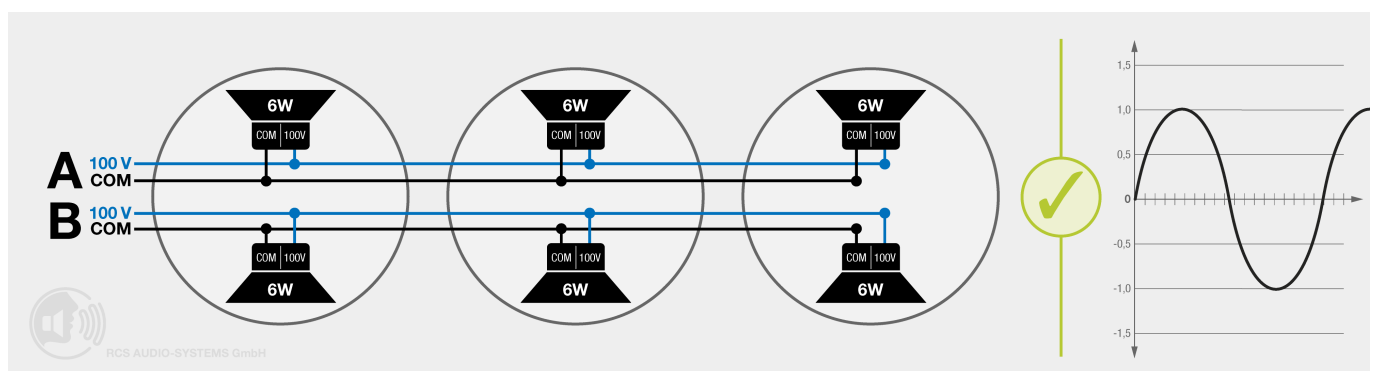 6W 6W 6W
COM 100V COM 100V COM 100V
A 100 V
COM
B 100 V
COM
COM 100V COM 100V COM 100V
6W 6W 6W
RCS AUDIO-SYSTEMS GmbH
1,5
1,0
0,5
0
-0,5
-1,0
-1,5